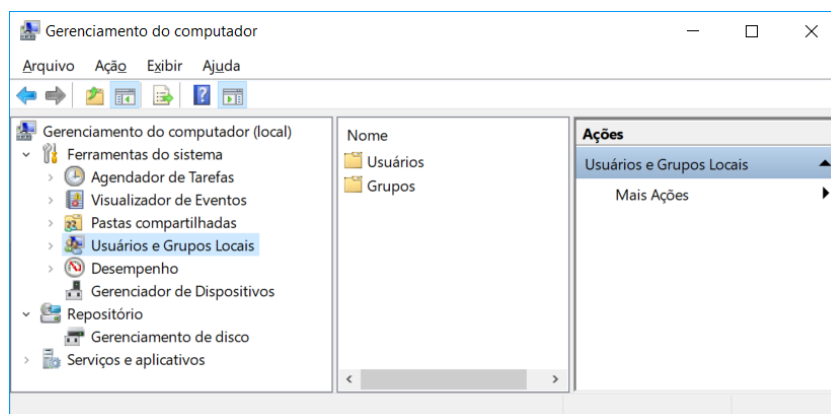 Gerenciamento do computador
Arquivo Ação Exibir Ajuda
Gerenciamento do computador (local)
Ferramentas do sistema
Agendador de Tarefas
Visualizador de Eventos
Pastas compartilhadas
Usuários e Grupos Locais
Desempenho
Gerenciador de Dispositivos
Repositório
Gerenciamento de disco
Serviços e aplicativos
Nome
Usuários
Grupos
Ações
Usuários e Grupos Locais
Mais Ações